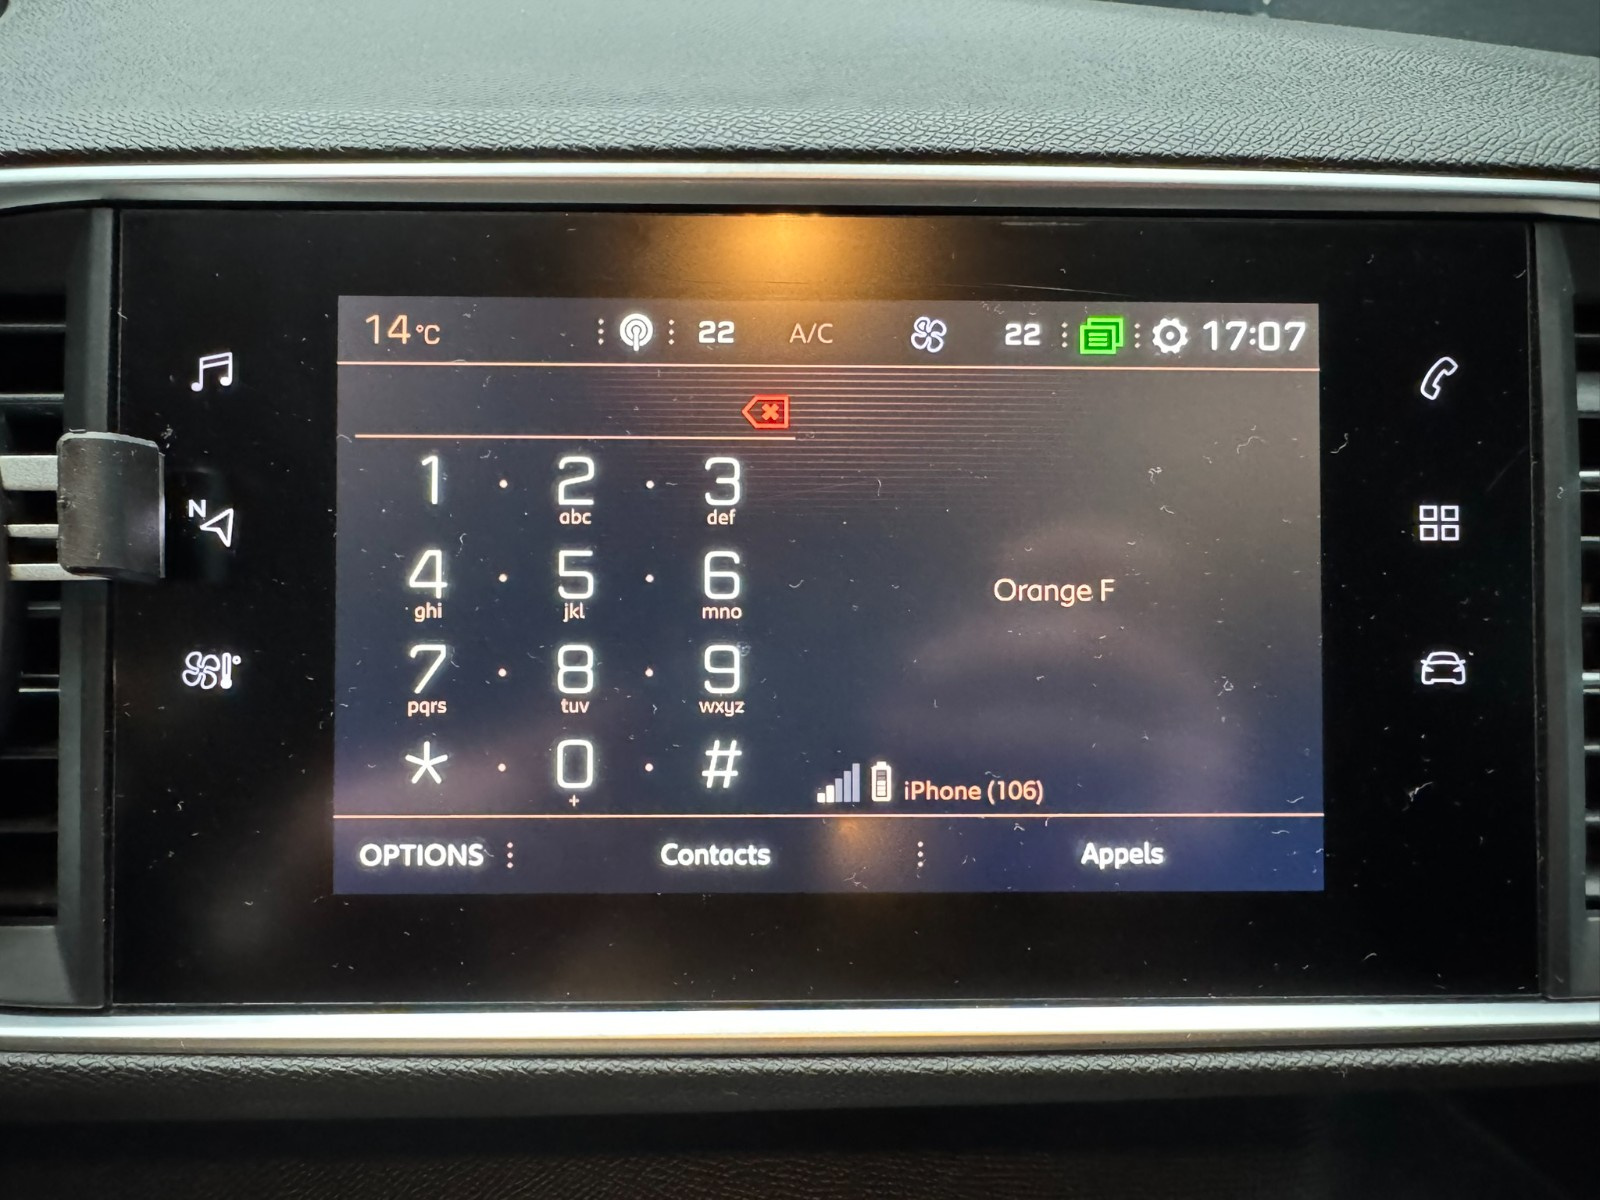 14°C 22 A/C 22 17:07
1 2 3
abc def
4 5 6
ghi jkl mno
Orange F
7 8 9
pqrs tuv wxyz
* 0 #
+
iPhone (106)
OPTIONS Contacts Appels
N